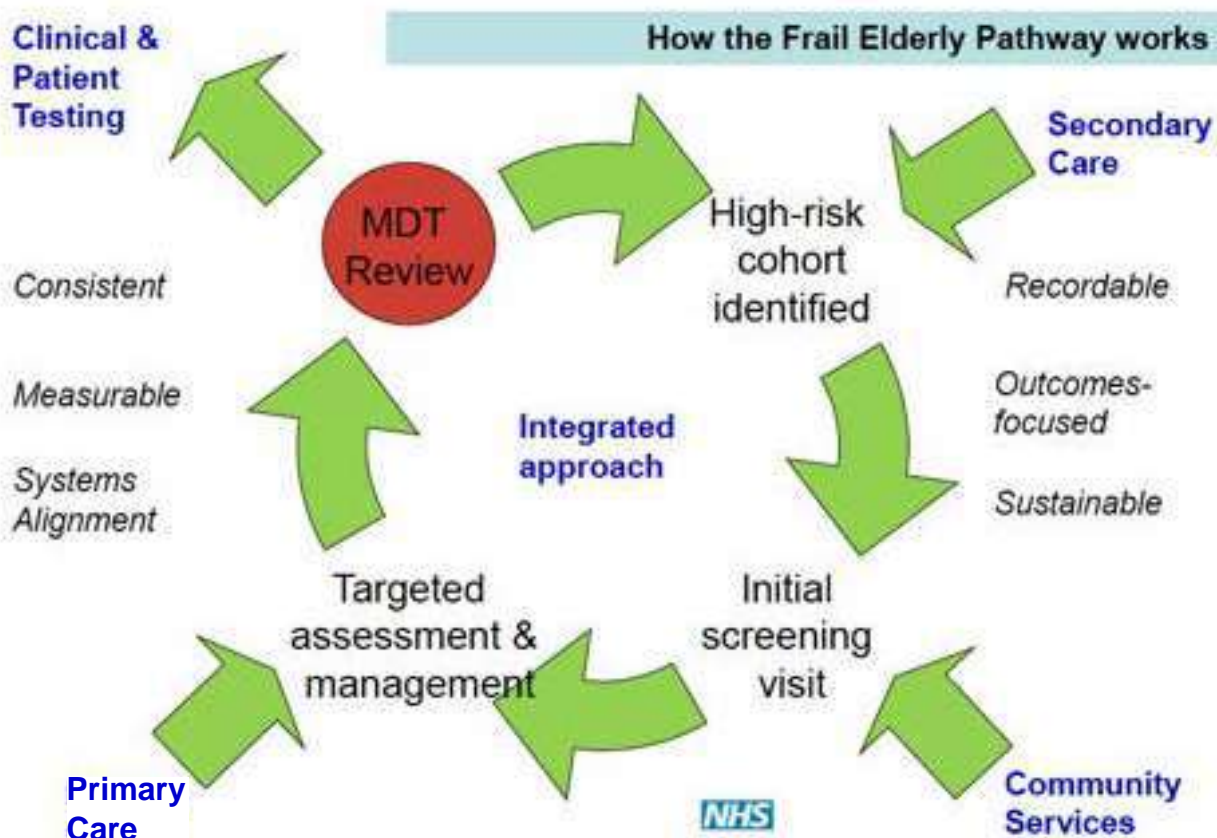 How the Frail Elderly Pathway works
Clinical &
Patient
Testing
Secondary
Care
MDT
Review
High-risk
cohort
identified
Consistent
Recordable
Measurable
Outcomes-
focused
Integrated
approach
Systems
Alignment
Sustainable
Targeted
assessment &
management
Initial
screening
visit
Primary
Care
NHS
Community
Services